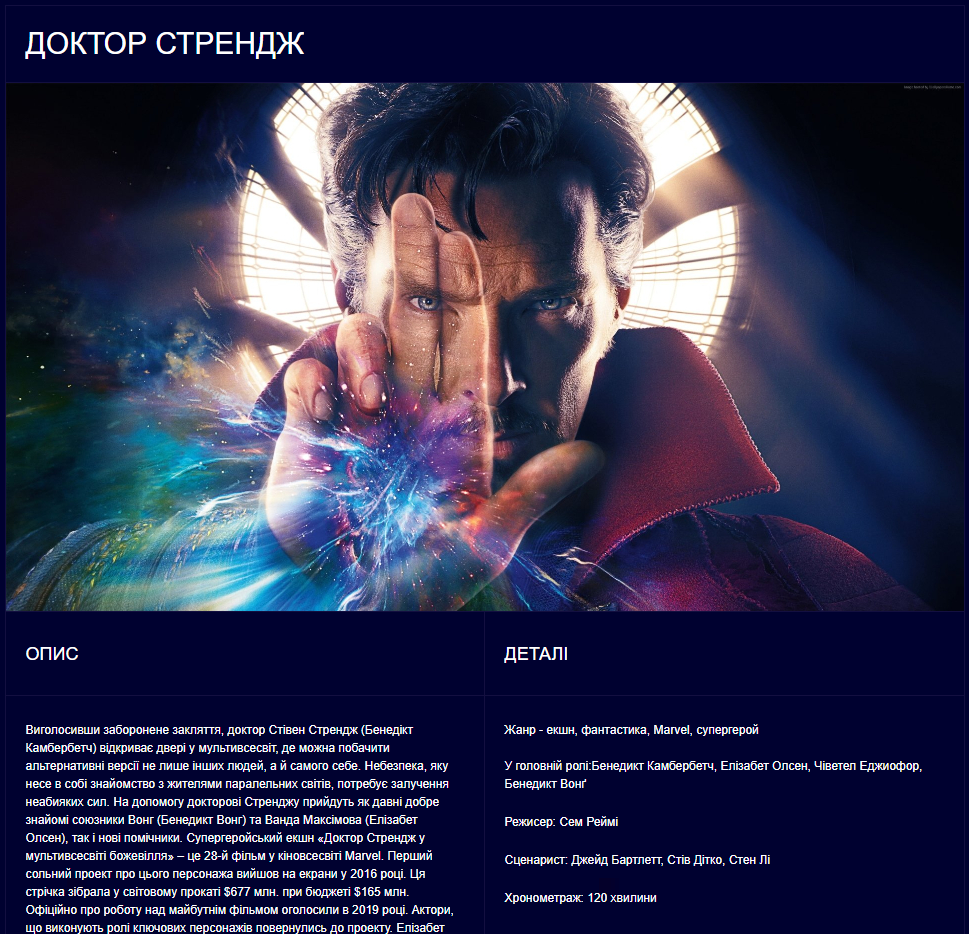 ДОКТОР СТРЕНДЖ
ОПИС
Виголосивши заборонене закляття, доктор Стівен Стрендж (Бенедікт
Камбербетч) відкриває двері у мультивсесвіт, де можна побачити
альтернативні версії не лише інших людей, а й самого себе. Небезпека, яку
несе в собі знайомство з жителями паралельних світів, потребує залучення
неабияких сил. На допомогу докторові Стренджу прийдуть як давні добре
знайомі союзники Вонг (Бенедикт Вонг) та Ванда Максімова (Елізабет
Олсен), так і нові помічники. Супергеройський екшн «Доктор Стрендж у
мультивсесвіті божевілля» – це 28-й фільм у кіновсесвіті Marvel. Перший
сольний проект про цього персонажа вийшов на екрани у 2016 році. Ця
стрічка зібрала у світовому прокаті $677 млн. при бюджеті $165 млн.
Офіційно про роботу над майбутнім фільмом оголосили в 2019 році. Актори,
що виконують ролі ключових персонажів повернулись до проекту. Елізабет
ДЕТАЛІ
Жанр - екшн, фантастика, Marvel, супергерой
У головній ролі:Бенедикт Камбербетч, Елізабет Олсен, Чіветел Еджиофор,
Бенедикт Вонґ
Режисер: Сем Реймі
Сценарист: Джейд Бартлетт, Стів Дітко, Стен Лі
Хронометраж: 120 хвилини